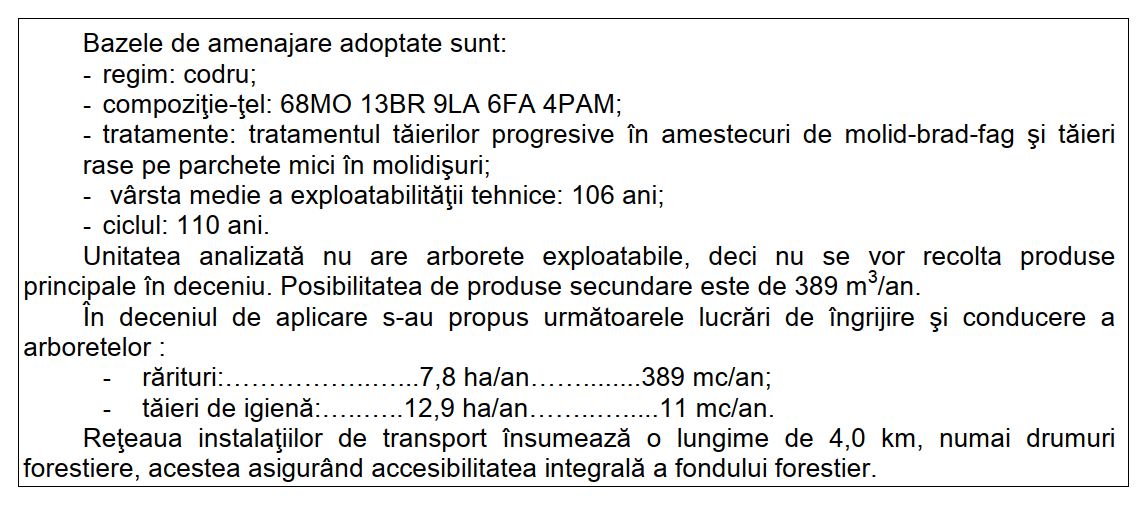 Bazele de amenajare adoptate sunt:
- regim: codru;
- compoziţie-ţel: 68MO 13BR 9LA 6FA 4PAM;
- tratamente: tratamentul tăierilor progresive în amestecuri de molid-brad-fag şi tăieri
rase pe parchete mici în molidişuri;
- vârsta medie a exploatabilităţii tehnice: 106 ani;
- ciclul: 110 ani.
Unitatea analizată nu are arborete exploatabile, deci nu se vor recolta produse
principale în deceniu. Posibilitatea de produse secundare este de 389 m³/an.
În deceniul de aplicare s-au propus următoarele lucrări de îngrijire şi conducere a
arboretelor :
- rărituri:……………..…...7,8 ha/an…….........389 mc/an;
- tăieri de igienă:…..…..12,9 ha/an……..….....11 mc/an.
Reţeaua instalaţiilor de transport însumează o lungime de 4,0 km, numai drumuri
forestiere, acestea asigurând accesibilitatea integrală a fondului forestier.